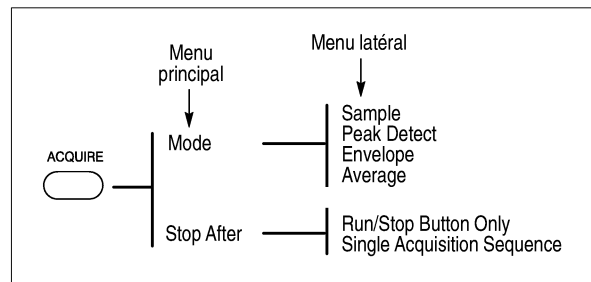 Menu latéral
Menu
principal
Sample
Peak Detect
Envelope
Average
Mode
ACQUIRE
Stop After
Run/Stop Button Only
Single Acquisition Sequence